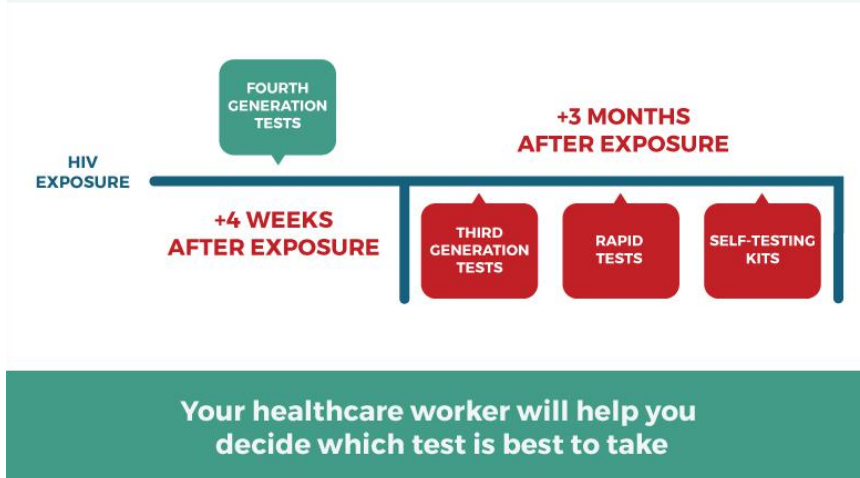 FOURTH
GENERATION
TESTS
+3 MONTHS
AFTER EXPOSURE
HIV
EXPOSURE
+4 WEEKS
AFTER EXPOSURE
THIRD
GENERATION
TESTS
RAPID
TESTS
SELF-TESTING
KITS
Your healthcare worker will help you
decide which test is best to take